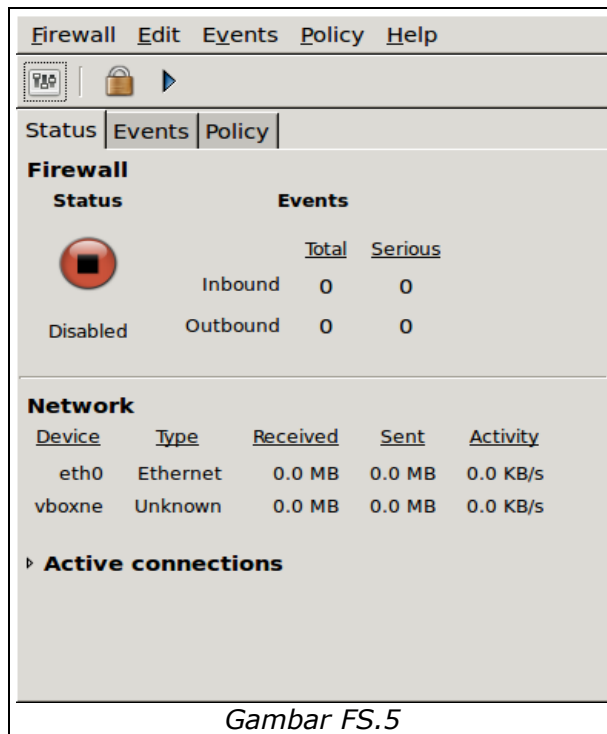 Firewall Edit Events Policy Help
Status Events Policy
Firewall
Status Events
Total Serious
Inbound 0 0
Disabled Outbound 0 0
Network
Device Type Received Sent Activity
eth0 Ethernet 0.0 MB 0.0 MB 0.0 KB/s
vboxne Unknown 0.0 MB 0.0 MB 0.0 KB/s
Active connections
Gambar FS.5